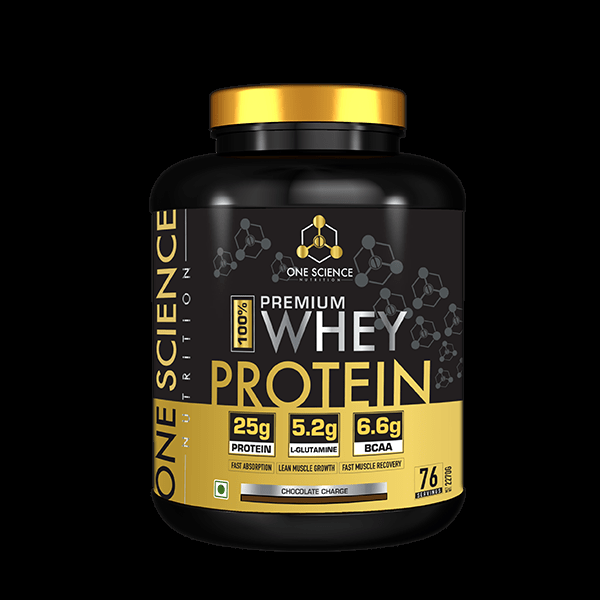 ONE SCIENCE
NUTRITION
ONE SCIENCE
NUTRITION
100%
PREMIUM
WHEY
PROTEIN
25g
PROTEIN
5.2g
L-GLUTAMINE
6.6g
BCAA
FAST ABSORPTION
LEAN MUSCLE GROWTH
FAST MUSCLE RECOVERY
CHOCOLATE CHARGE
76
SERVINGS
2270G